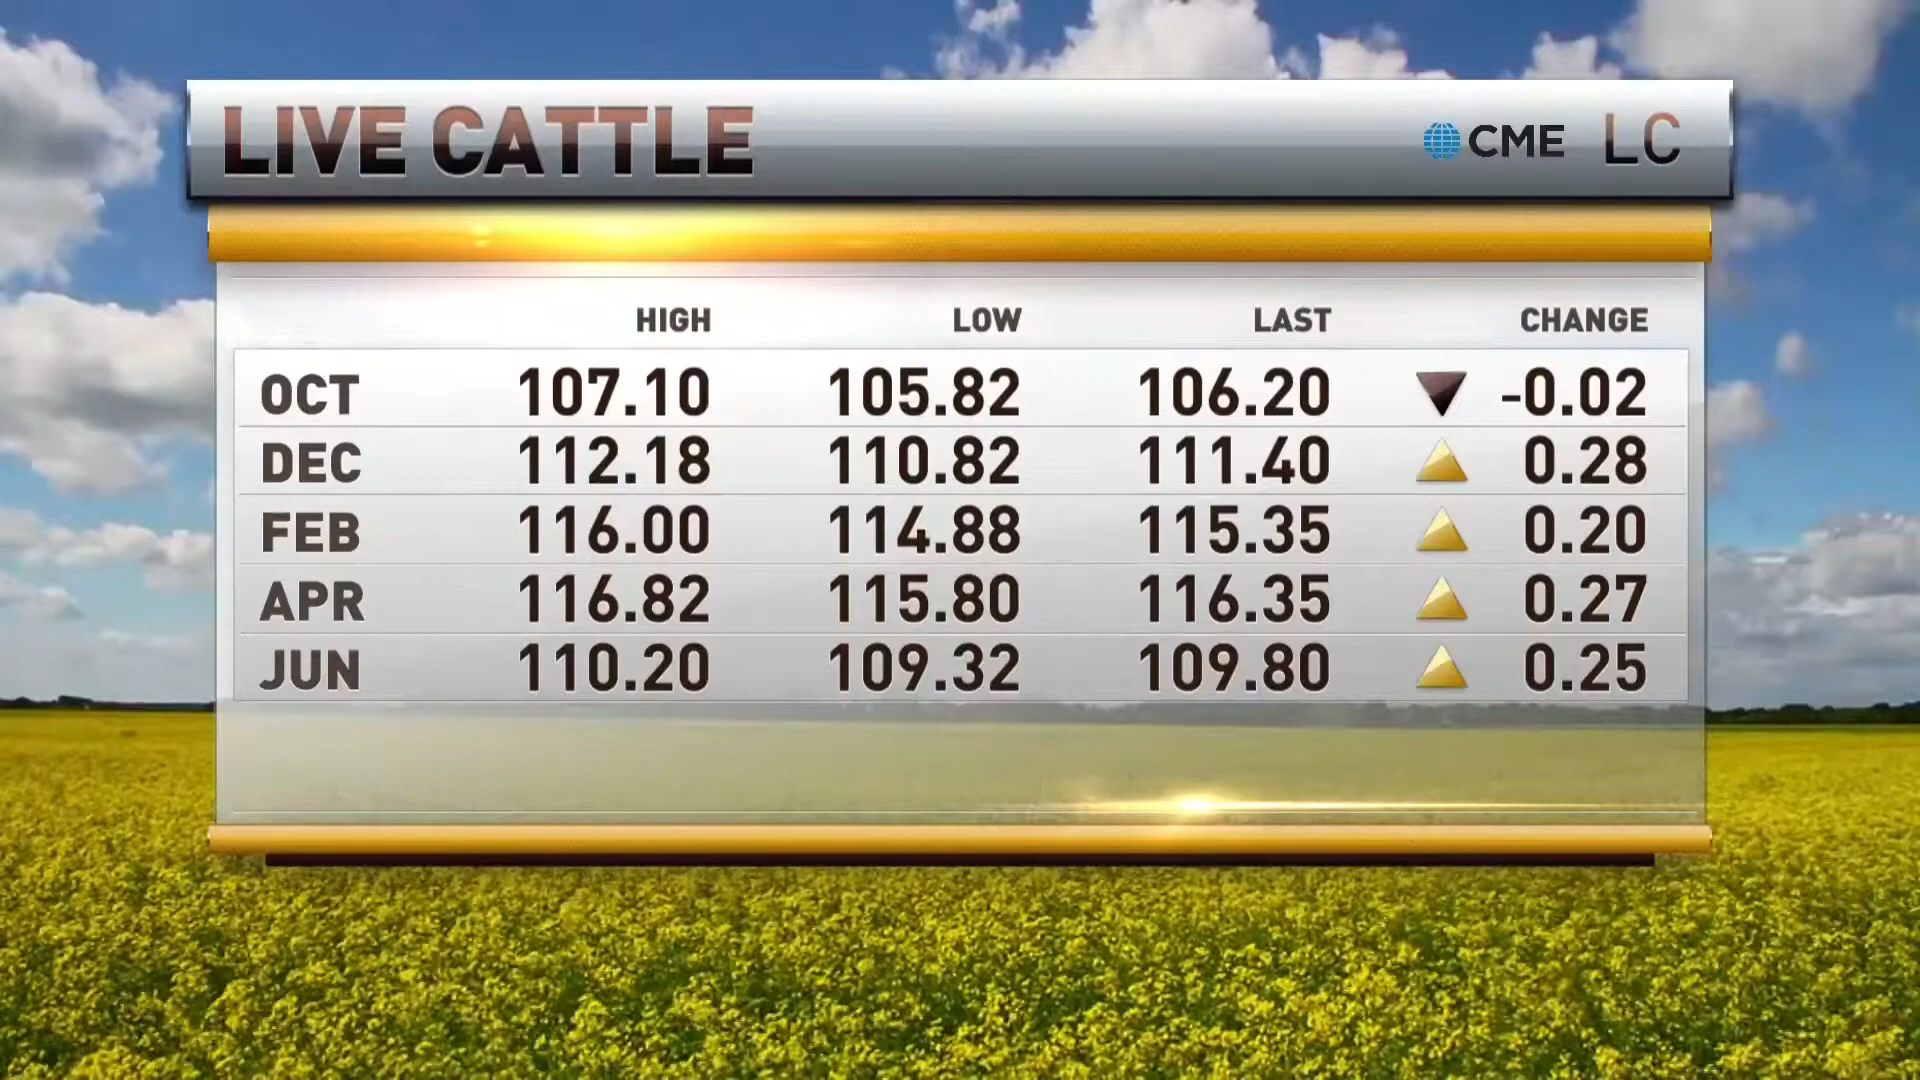 LIVE CATTLE CME LC
HIGH LOW LAST CHANGE
OCT 107.10 105.82 106.20 -0.02
DEC 112.18 110.82 111.40 0.28
FEB 116.00 114.88 115.35 0.20
APR 116.82 115.80 116.35 0.27
JUN 110.20 109.32 109.80 0.25